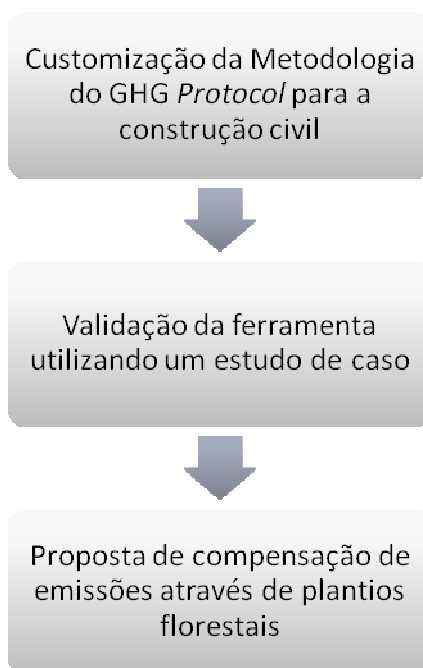 Customização da Metodologia
do GHG Protocol para a
construção civil
Validação da ferramenta
utilizando um estudo de caso
Proposta de compensação de
emissões através de plantios
florestais